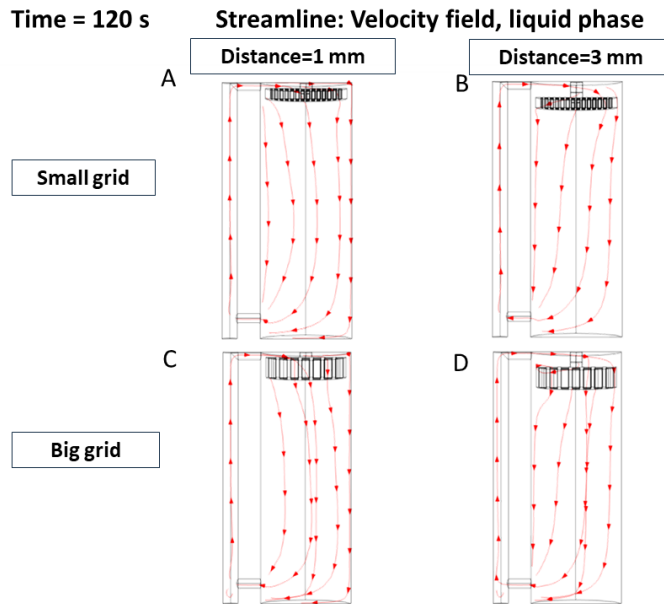 Time = 120 s Streamline: Velocity field, liquid phase
Distance=1 mm Distance=3 mm
A B
Small grid
C D
Big grid